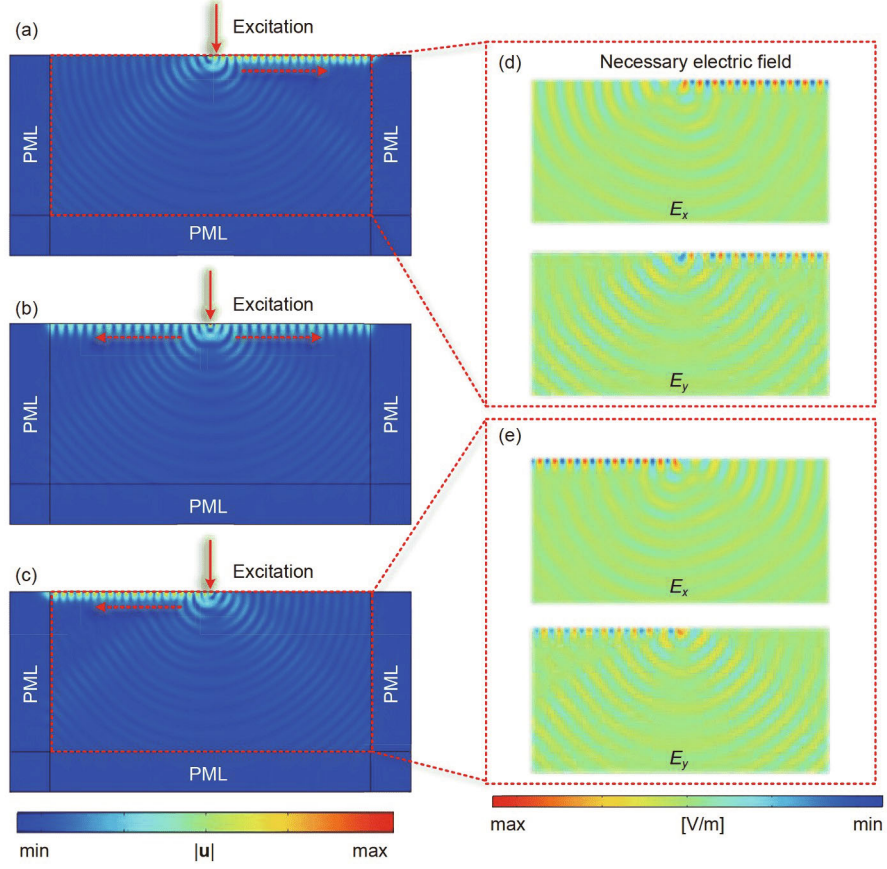 (a)
Excitation
PML
PML
PML
(b)
Excitation
PML
PML
PML
(c)
Excitation
PML
PML
PML
min |u| max
(d)
Necessary electric field
Ex
Ey
(e)
Ex
Ey
max [V/m] min